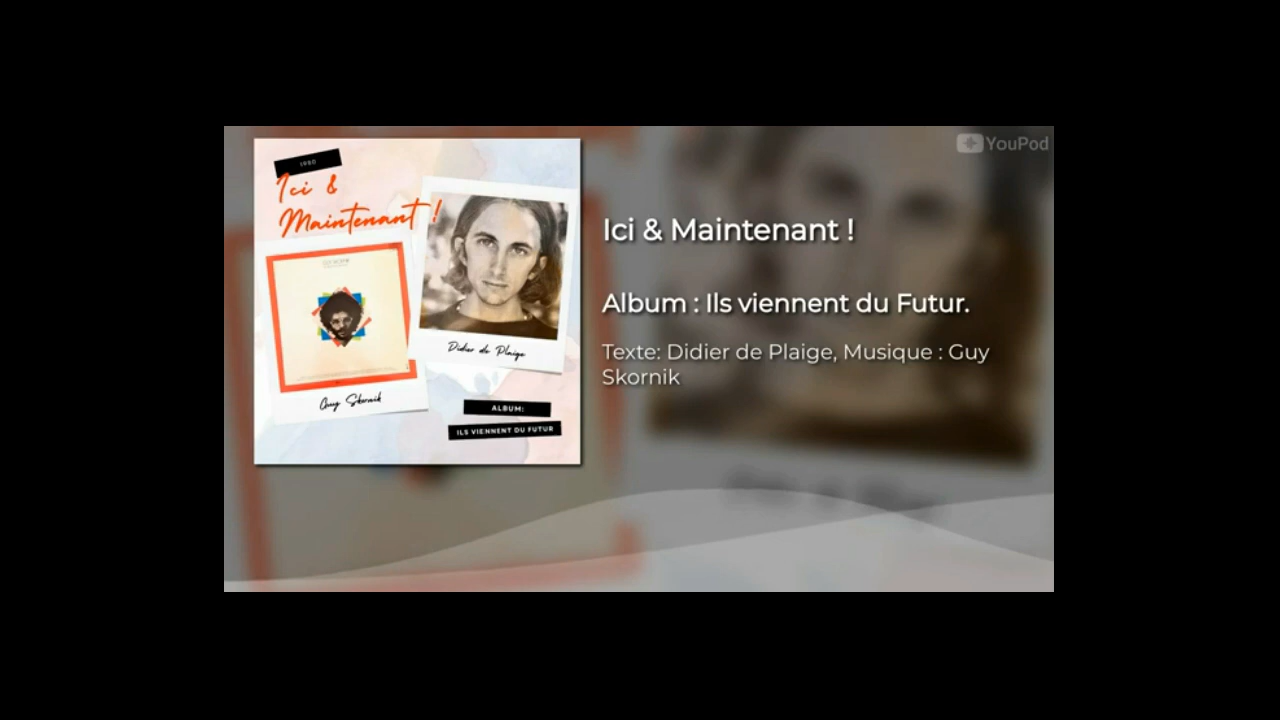 YouPod
1980
Ici &
Maintenant !
Didier de Plaige
Guy Skornik
ALBUM:
ILS VIENNENT DU FUTUR
Ici & Maintenant !
Album : Ils viennent du Futur.
Texte: Didier de Plaige, Musique : Guy
Skornik